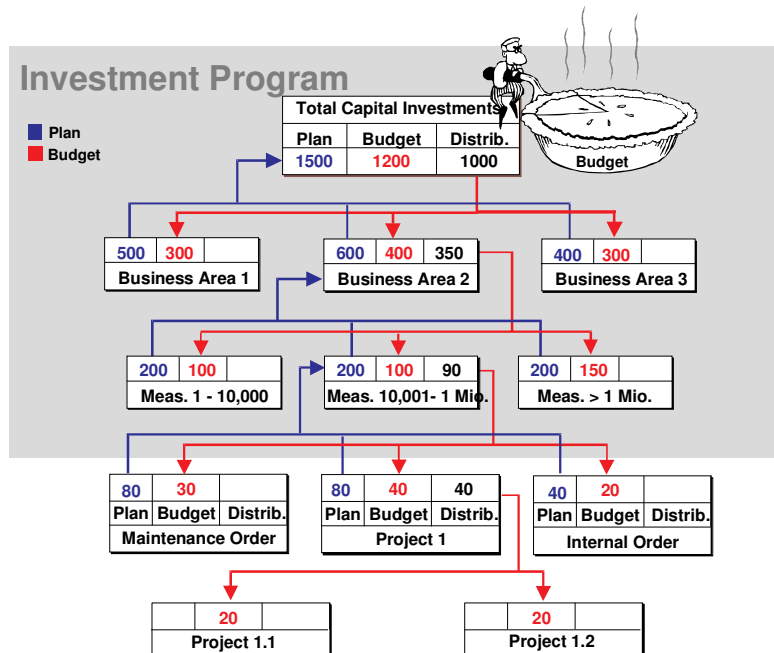 Investment Program
Plan
Budget
Total Capital Investments
Plan Budget Distrib.
1500 1200 1000
Budget
500 300
Business Area 1
600 400 350
Business Area 2
400 300
Business Area 3
200 100
Meas. 1 - 10,000
200 100 90
Meas. 10,001- 1 Mio.
200 150
Meas. > 1 Mio.
80 30
Plan Budget Distrib.
Maintenance Order
80 40 40
Plan Budget Distrib.
Project 1
40 20
Plan Budget Distrib.
Internal Order
20
Project 1.1
20
Project 1.2